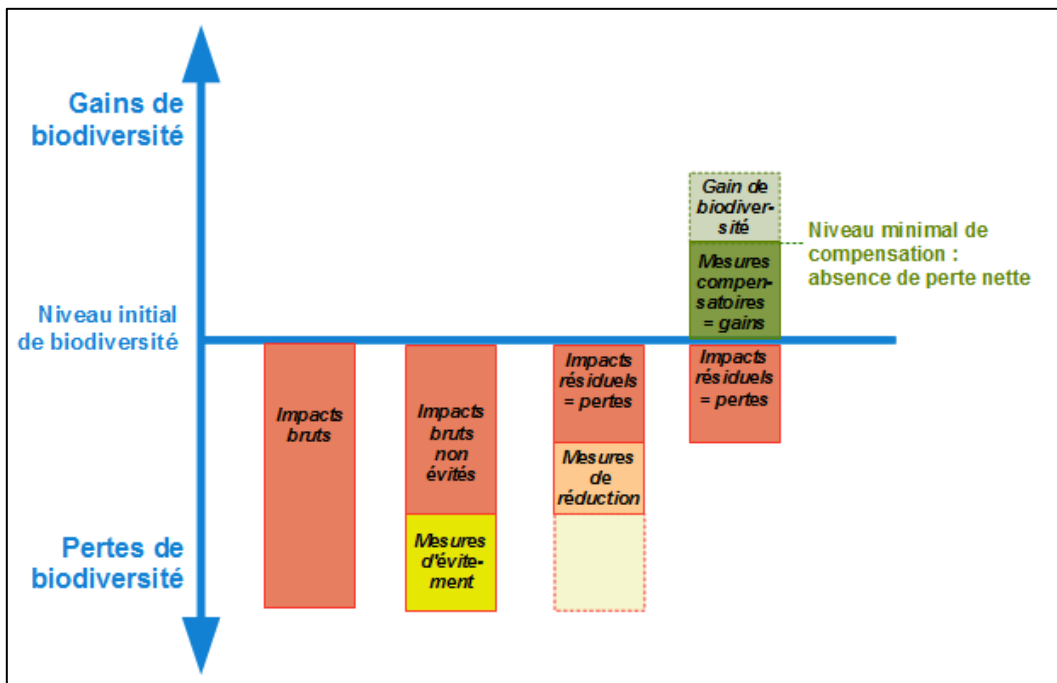 Gains de
biodiversité
Gain de
biodiver-
sité
Niveau minimal de
compensation :
absence de perte nette
Mesures
compen-
satoires
= gains
Niveau initial
de biodiversité
Impacts
bruts
Impacts
bruts
non
évités
Impacts
résiduels
= pertes
Impacts
résiduels
= pertes
Mesures
de
réduction
Mesures
d'évite-
ment
Pertes de
biodiversité